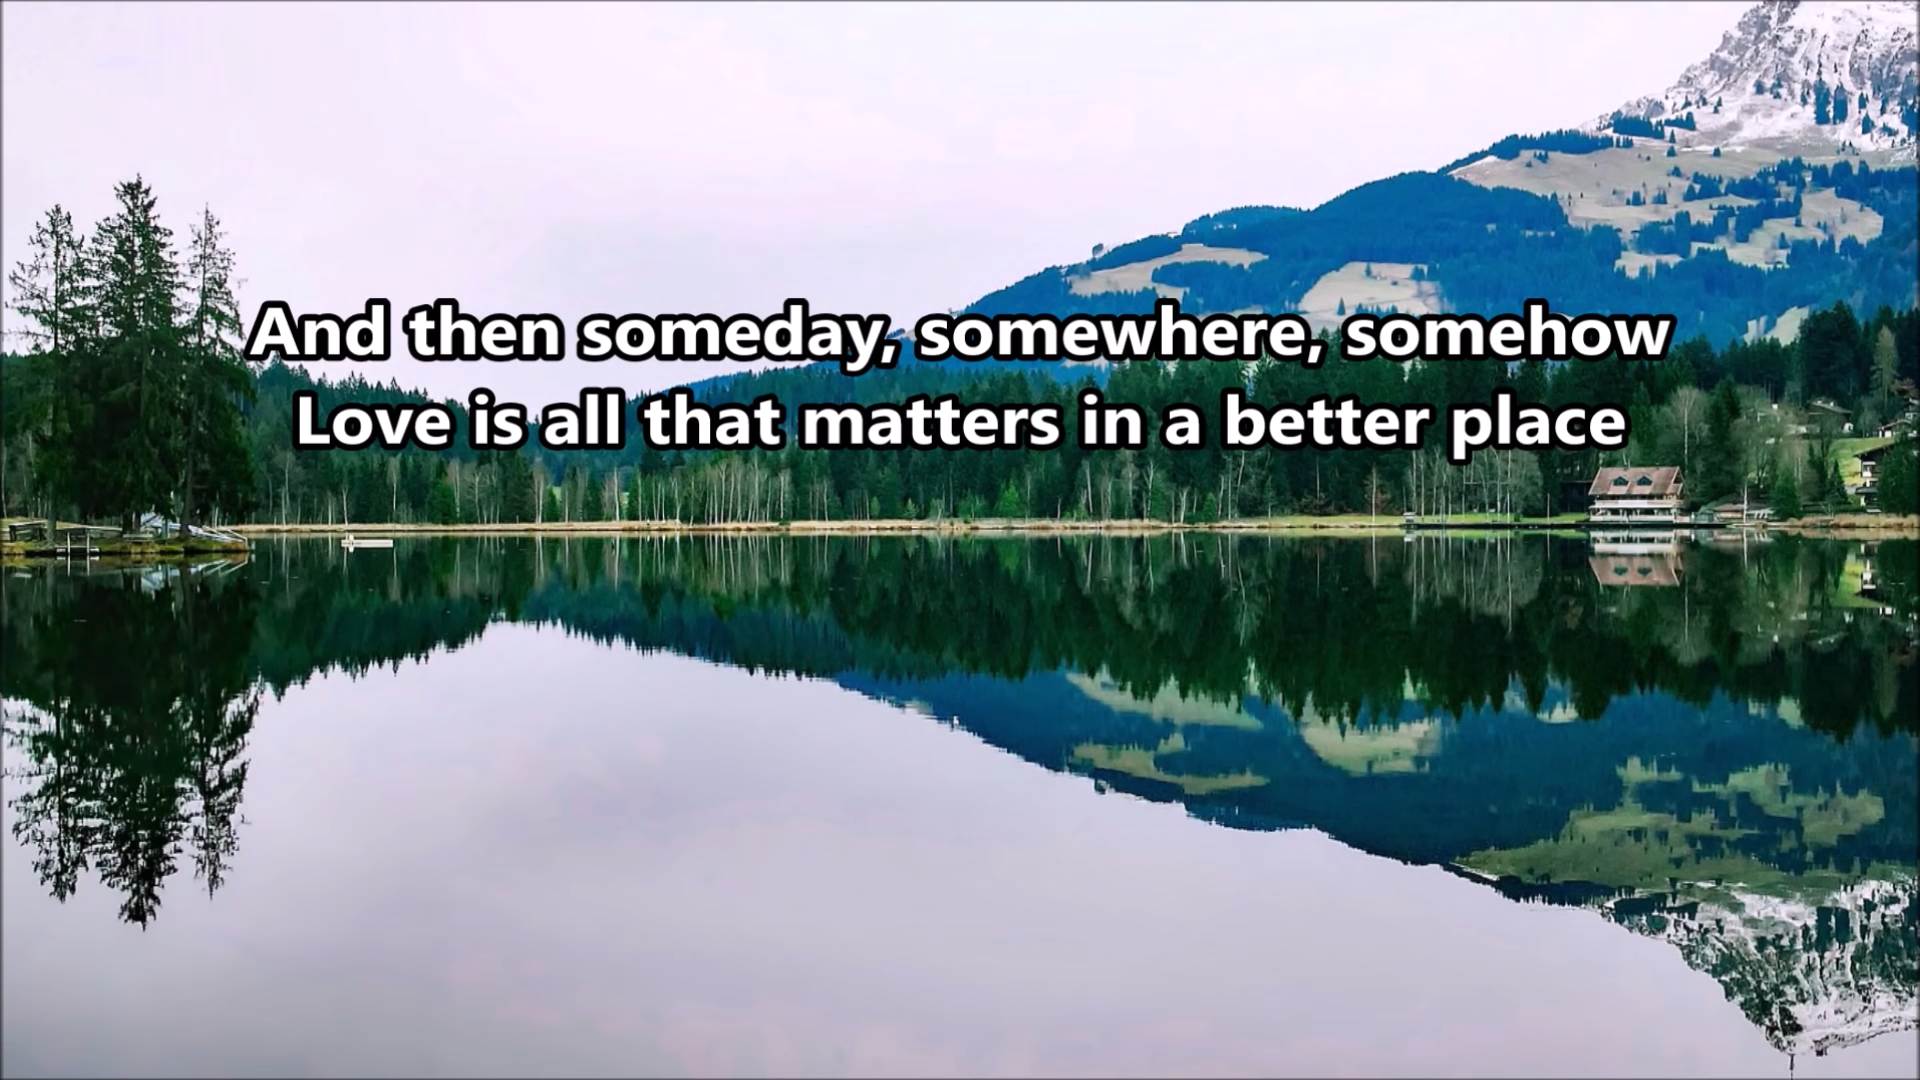 And then someday, somewhere, somehow
Love is all that matters in a better place